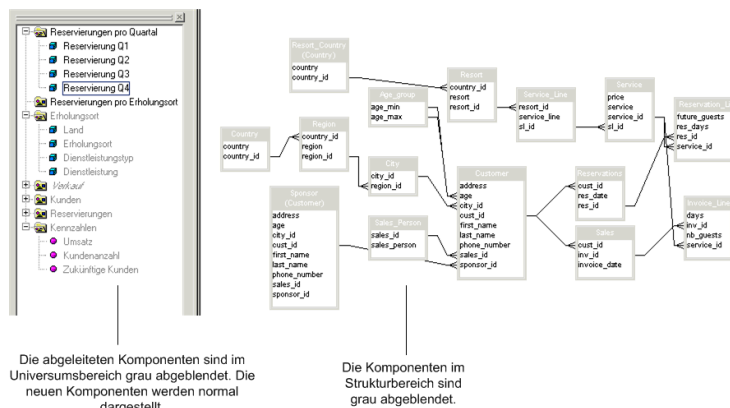 Reservierungen pro Quartal
Reservierung Q1
Reservierung Q2
Reservierung Q3
Reservierung Q4
Reservierungen pro Erholungsort
Erholungsort
Land
Erholungsort
Dienstleistungstyp
Dienstleistung
Verkauf
Kunden
Reservierungen
Kennzahlen
Umsatz
Kundenanzahl
Zukünftige Kunden
Die abgeleiteten Komponenten sind im
Universumsbereich grau abgeblendet. Die
neuen Komponenten werden normal
dargestellt
Resort_Country
(Country)
country
country_id
Age_group
age_min
age_max
Resort
country_id
resort
resort_id
Service_Line
resort_id
service_line
sl_id
Service
price
service
service_id
sl_id
Reservation_Li
future_guests
res_days
res_id
service_id
Country
country
country_id
Region
country_id
region
region_id
City
city_id
region_id
Customer
address
age
city_id
cust_id
first_name
last_name
phone_number
sales_id
sponsor_id
Reservations
cust_id
res_date
res_id
Sponsor
(Customer)
address
age
city_id
cust_id
first_name
last_name
phone_number
sales_id
sponsor_id
Sales_Person
sales_id
sales_person
Sales
cust_id
inv_id
invoice_date
Invoice_Line
days
inv_id
nb_guests
service_id
Die Komponenten im
Strukturbereich sind
grau abgeblendet.